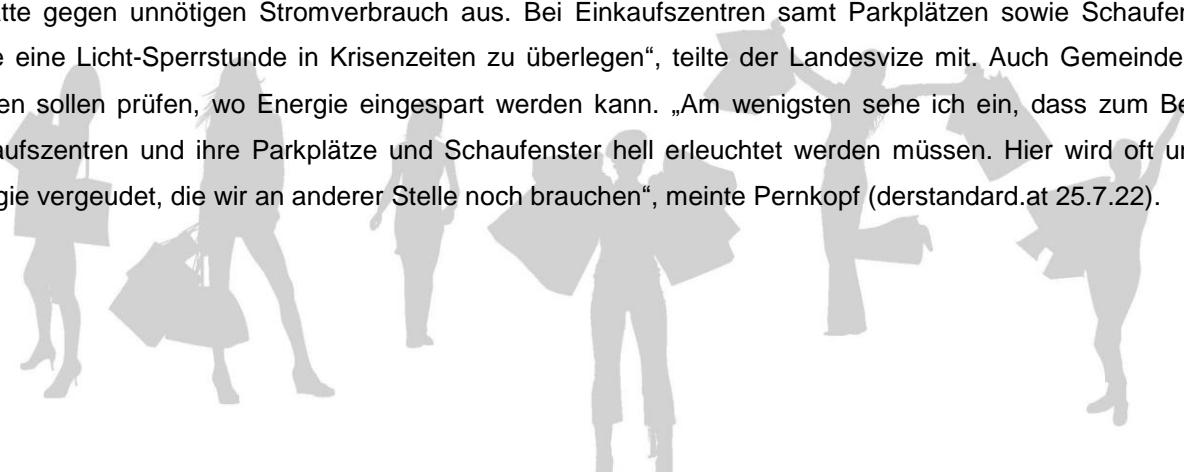 tte gegen unnötigen Stromverbrauch aus. Bei Einkaufszentren samt Parkplätzen sowie Schaufen
e eine Licht-Sperrstunde in Krisenzeiten zu überlegen“, teilte der Landesvize mit. Auch Gemeinde
en sollen prüfen, wo Energie eingespart werden kann. „Am wenigsten sehe ich ein, dass zum Be
aufszentren und ihre Parkplätze und Schaufenster hell erleuchtet werden müssen. Hier wird oft un
gie vergeudet, die wir an anderer Stelle noch brauchen“, meinte Pernkopf (derstandard.at 25.7.22).